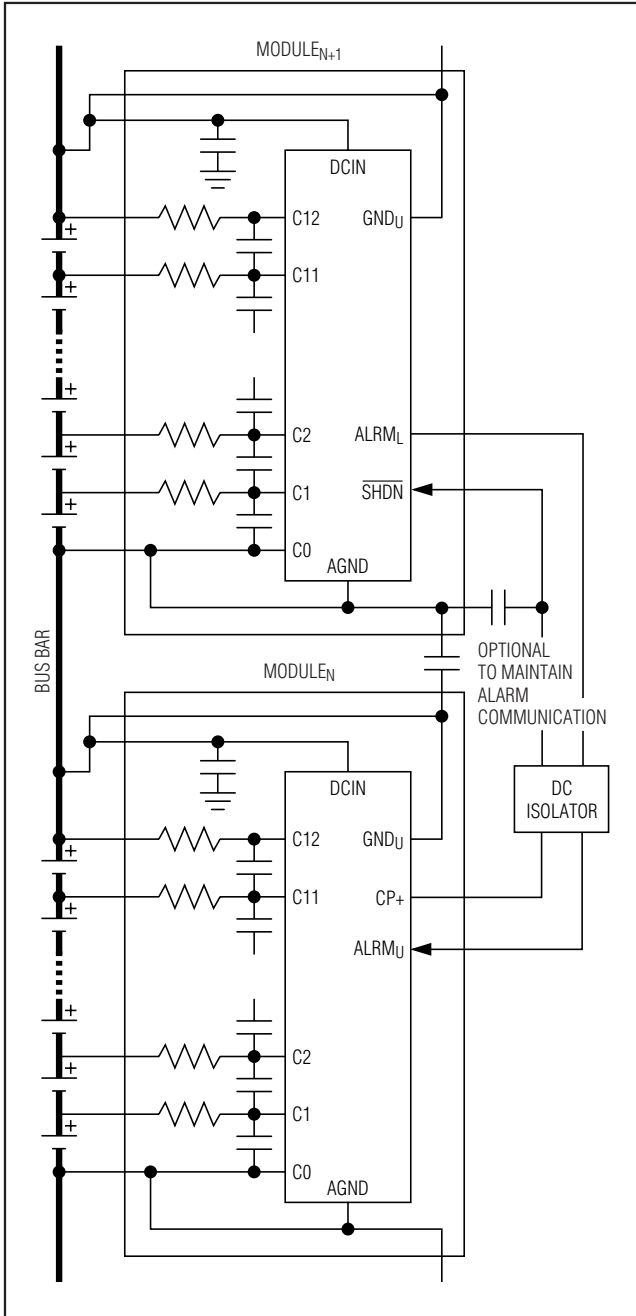 MODULEN+1
DCIN
C12
GNDU
+
C11
+
+
C2
ALRML
+
C1
SHDN
+
C0
AGND
BUS BAR
OPTIONAL
TO MAINTAIN
ALARM
COMMUNICATION
MODULEN
DCIN
DC
ISOLATOR
C12
GNDU
+
C11
CP+
+
ALRMU
+
C2
+
C1
+
C0
AGND